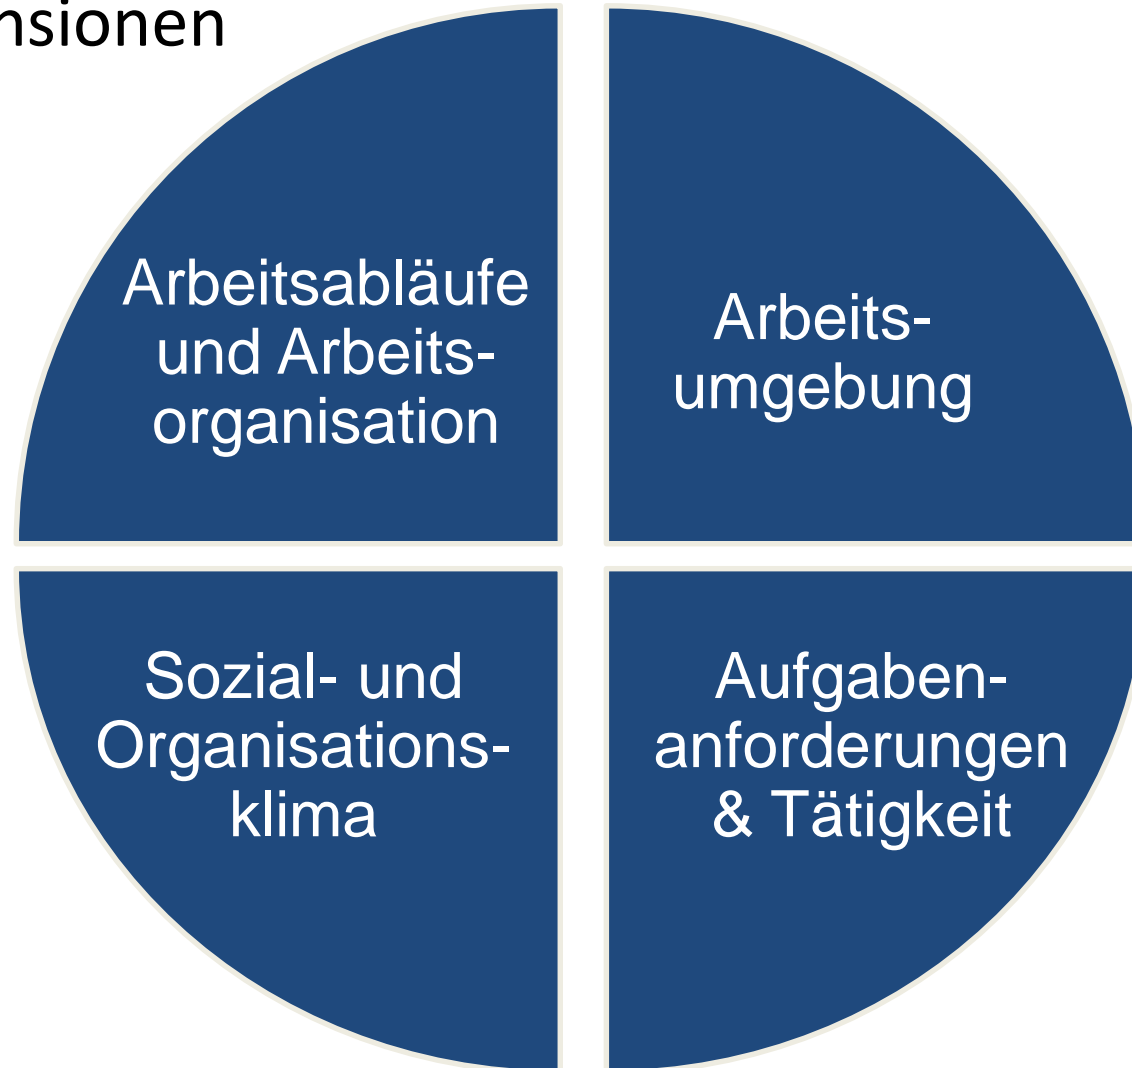 nsionen
Arbeitsabläufe
und Arbeits-
organisation
Arbeits-
umgebung
Sozial- und
Organisations-
klima
Aufgaben-
anforderungen
& Tätigkeit